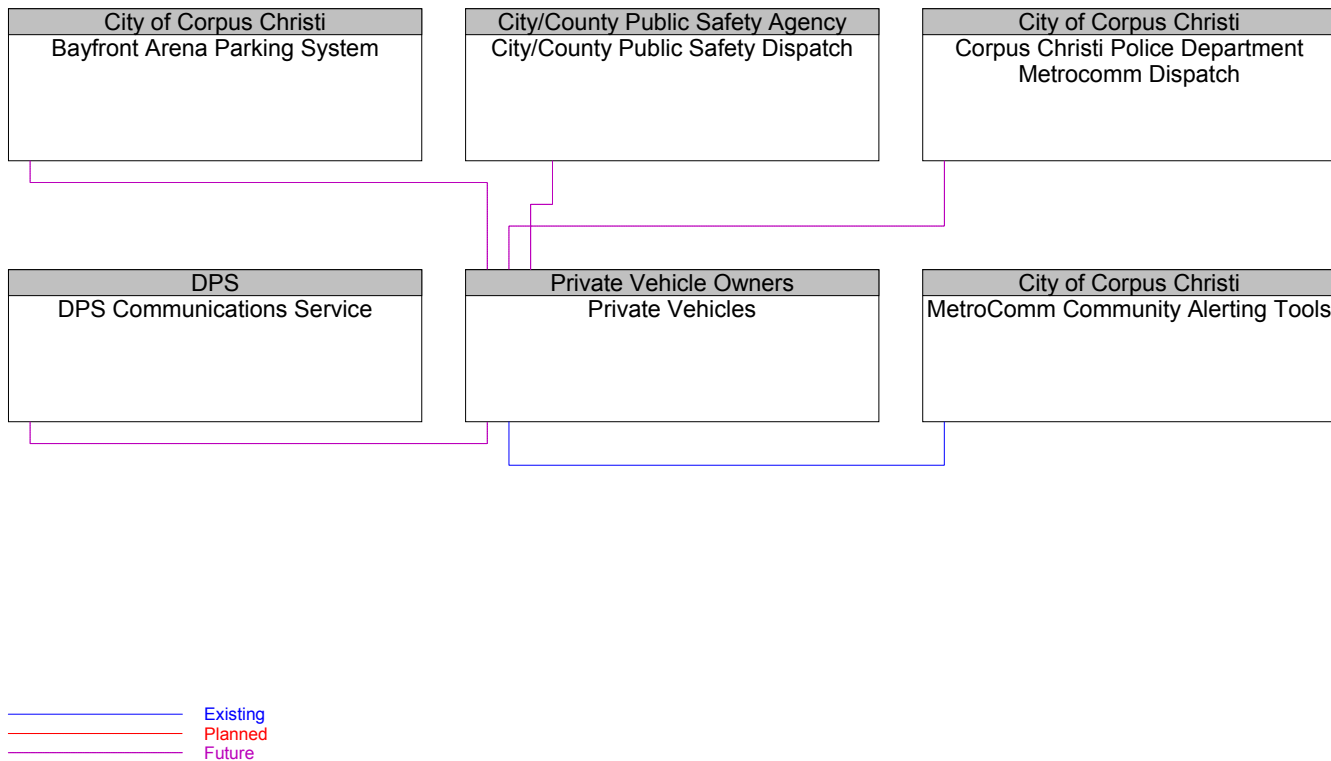 City of Corpus Christi
Bayfront Arena Parking System
City/County Public Safety Agency
City/County Public Safety Dispatch
City of Corpus Christi
Corpus Christi Police Department
Metrocomm Dispatch
DPS
DPS Communications Service
Private Vehicle Owners
Private Vehicles
City of Corpus Christi
MetroComm Community Alerting Tools
Existing
Planned
Future